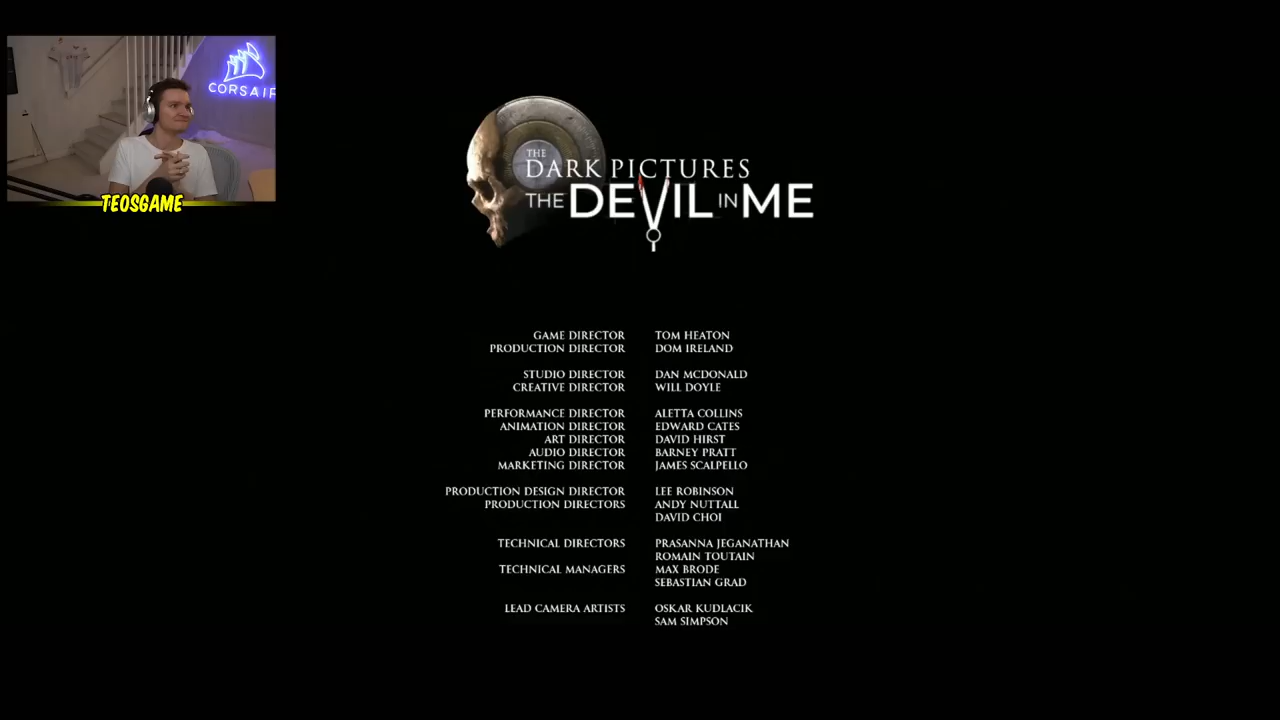 CORSAIR
TEOSGAME
THE
DARK PICTURES
THE DEVIL IN ME
GAME DIRECTOR TOM HEATON
PRODUCTION DIRECTOR DOM IRELAND
STUDIO DIRECTOR DAN MCDONALD
CREATIVE DIRECTOR WILL DOYLE
PERFORMANCE DIRECTOR ALETTA COLLINS
ANIMATION DIRECTOR EDWARD CATES
ART DIRECTOR DAVID HIRST
AUDIO DIRECTOR BARNEY PRATT
MARKETING DIRECTOR JAMES SCALPELLO
PRODUCTION DESIGN DIRECTOR LEE ROBINSON
PRODUCTION DIRECTORS ANDY NUTTALL
DAVID CHOI
TECHNICAL DIRECTORS PRASANNA JEGANATHAN
ROMAIN TOUTAIN
TECHNICAL MANAGERS MAX BRODE
SEBASTIAN GRAD
LEAD CAMERA ARTISTS OSKAR KUDLACIK
SAM SIMPSON